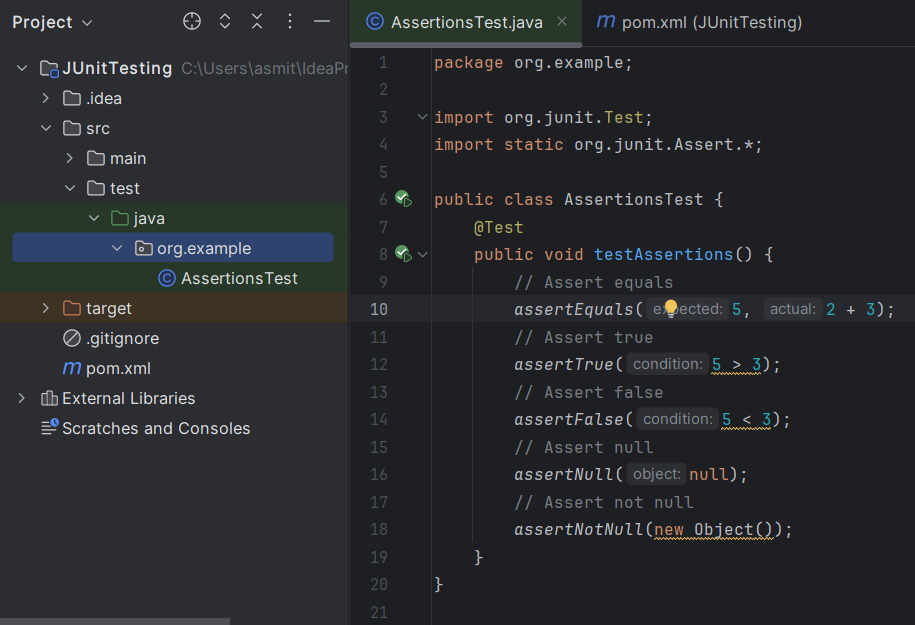 Project
AssertionsTest.java
pom.xml (JUnitTesting)
JUnitTesting C:\Users\asmit\IdeaPr
.idea
src
main
test
java
org.example
AssertionsTest
target
.gitignore
pom.xml
External Libraries
Scratches and Consoles
1 package org.example;
2
3 import org.junit.Test;
4 import static org.junit.Assert.*;
5
6 public class AssertionsTest {
7 @Test
8 public void testAssertions() {
9 // Assert equals
10 assertEquals( expected: 5, actual: 2 + 3);
11 // Assert true
12 assertTrue( condition: 5 > 3);
13 // Assert false
14 assertFalse( condition: 5 < 3);
15 // Assert null
16 assertNull( object: null);
17 // Assert not null
18 assertNotNull(new Object());
19 }
20 }
21